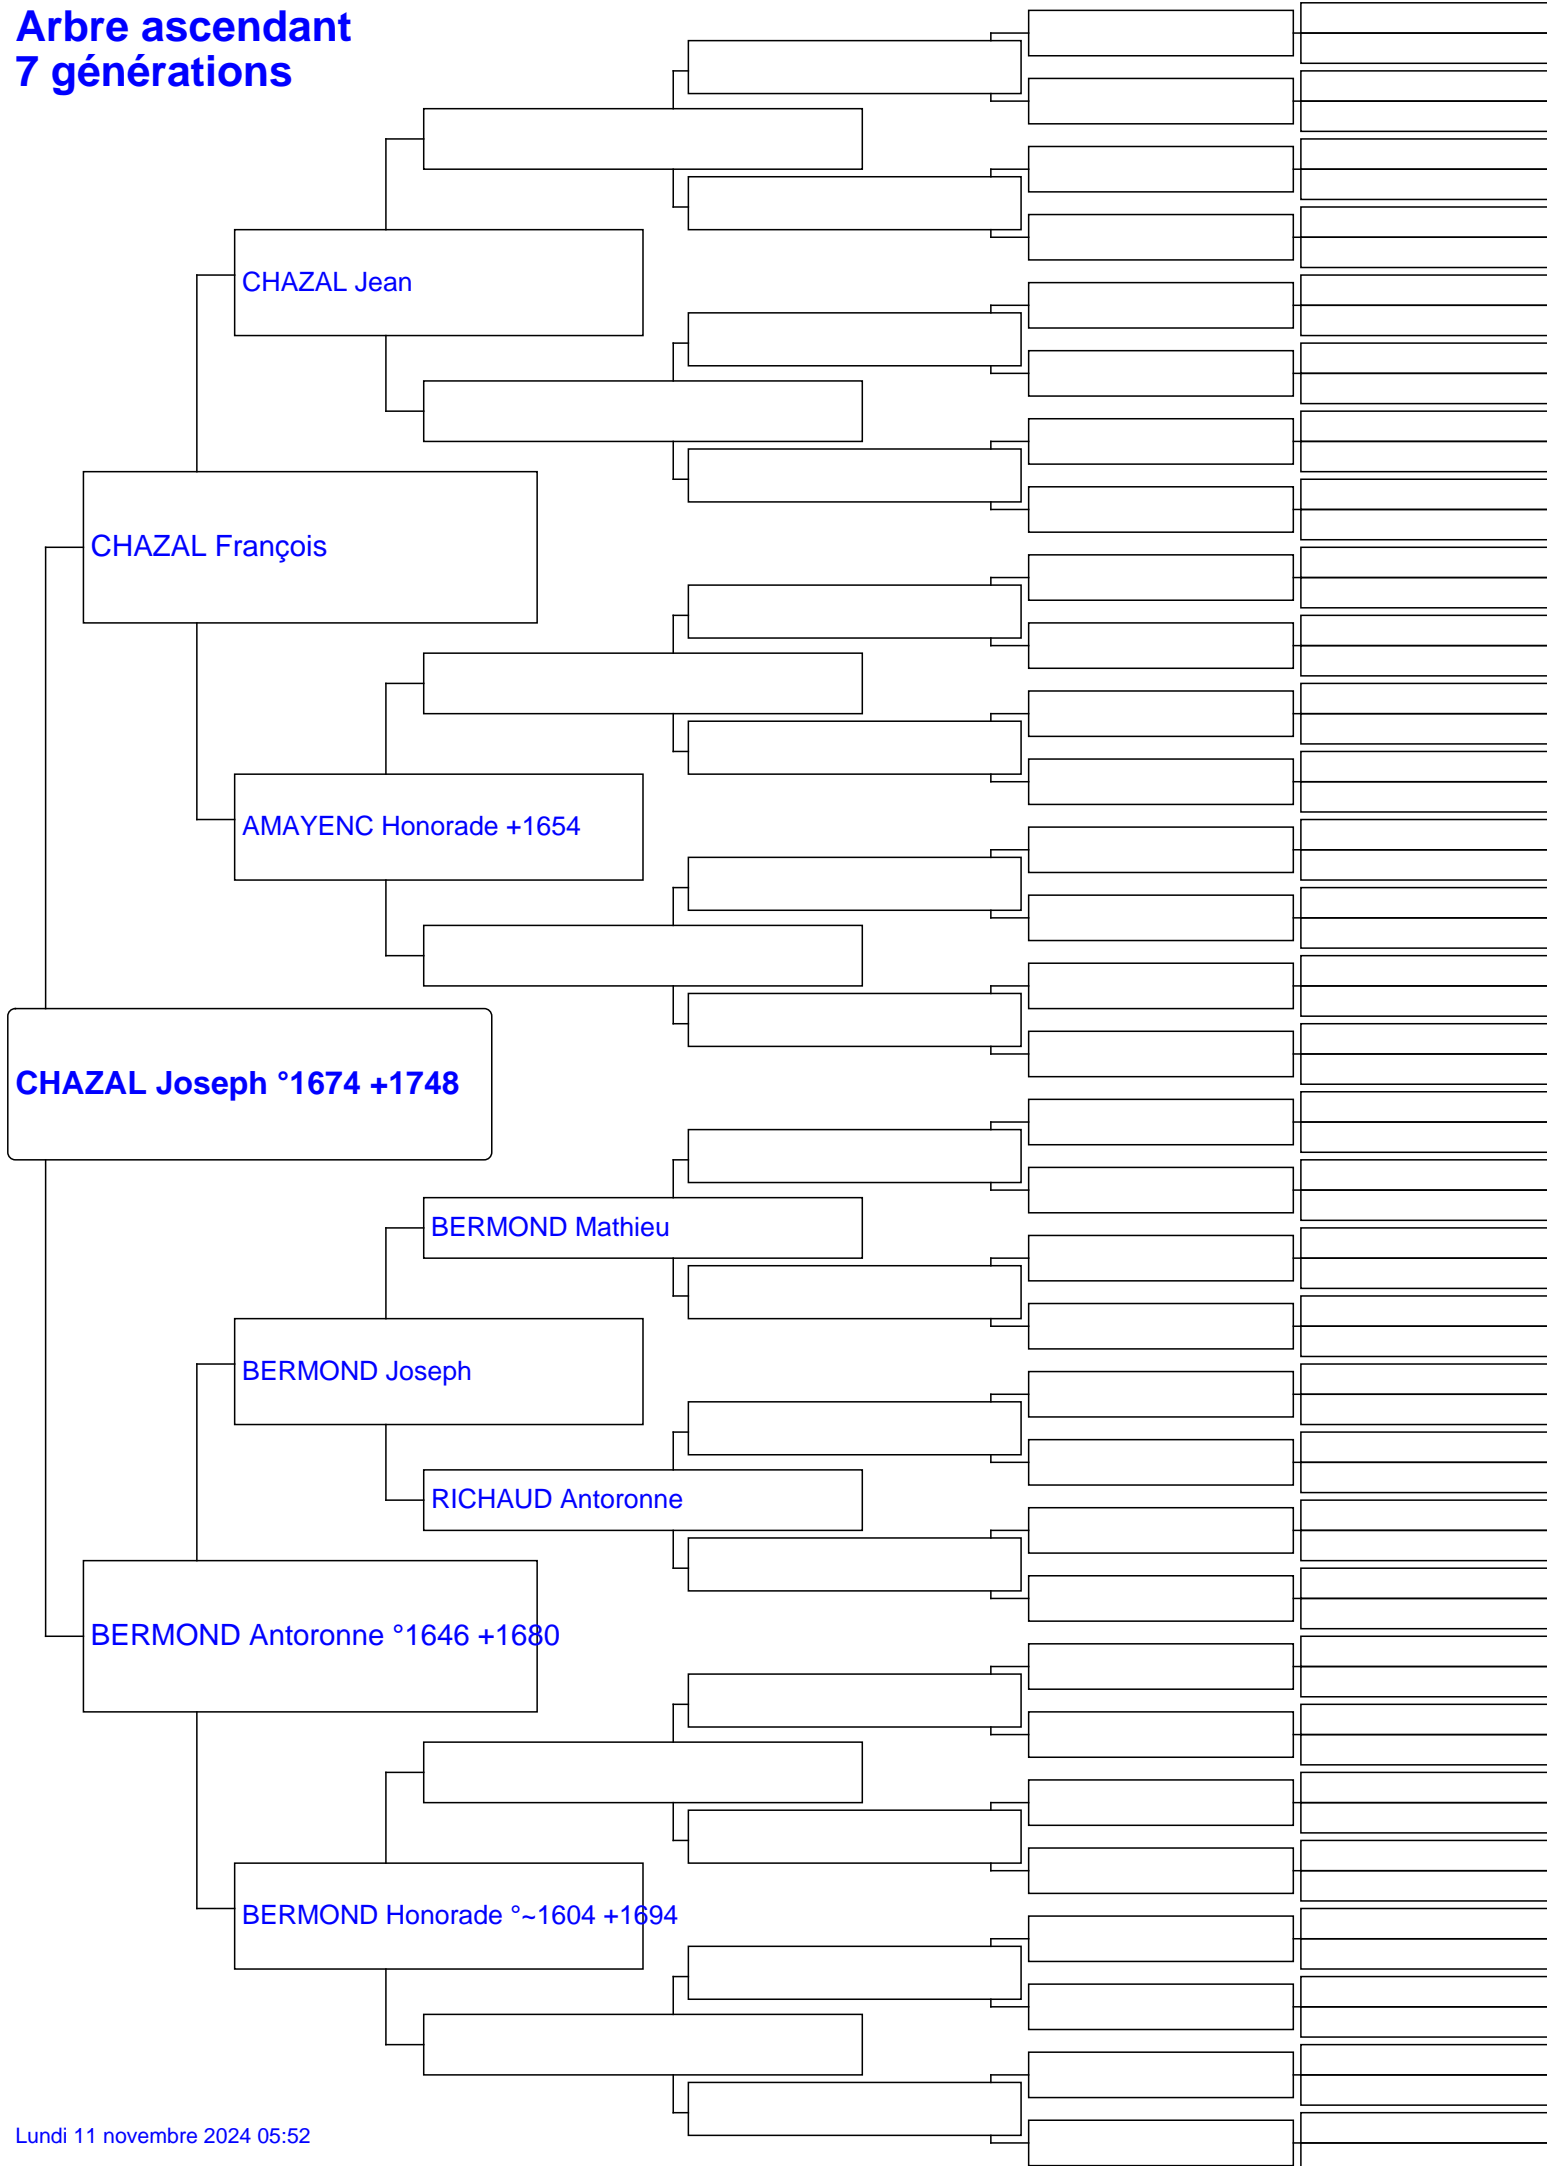 Arbre ascendant
7 générations
CHAZAL Jean
CHAZAL François
AMAYENC Honorade +1654
CHAZAL Joseph °1674 +1748
BERMOND Mathieu
BERMOND Joseph
RICHAUD Antoronne
BERMOND Antoronne °1646 +1680
BERMOND Honorade °~1604 +1694
Lundi 11 novembre 2024 05:52